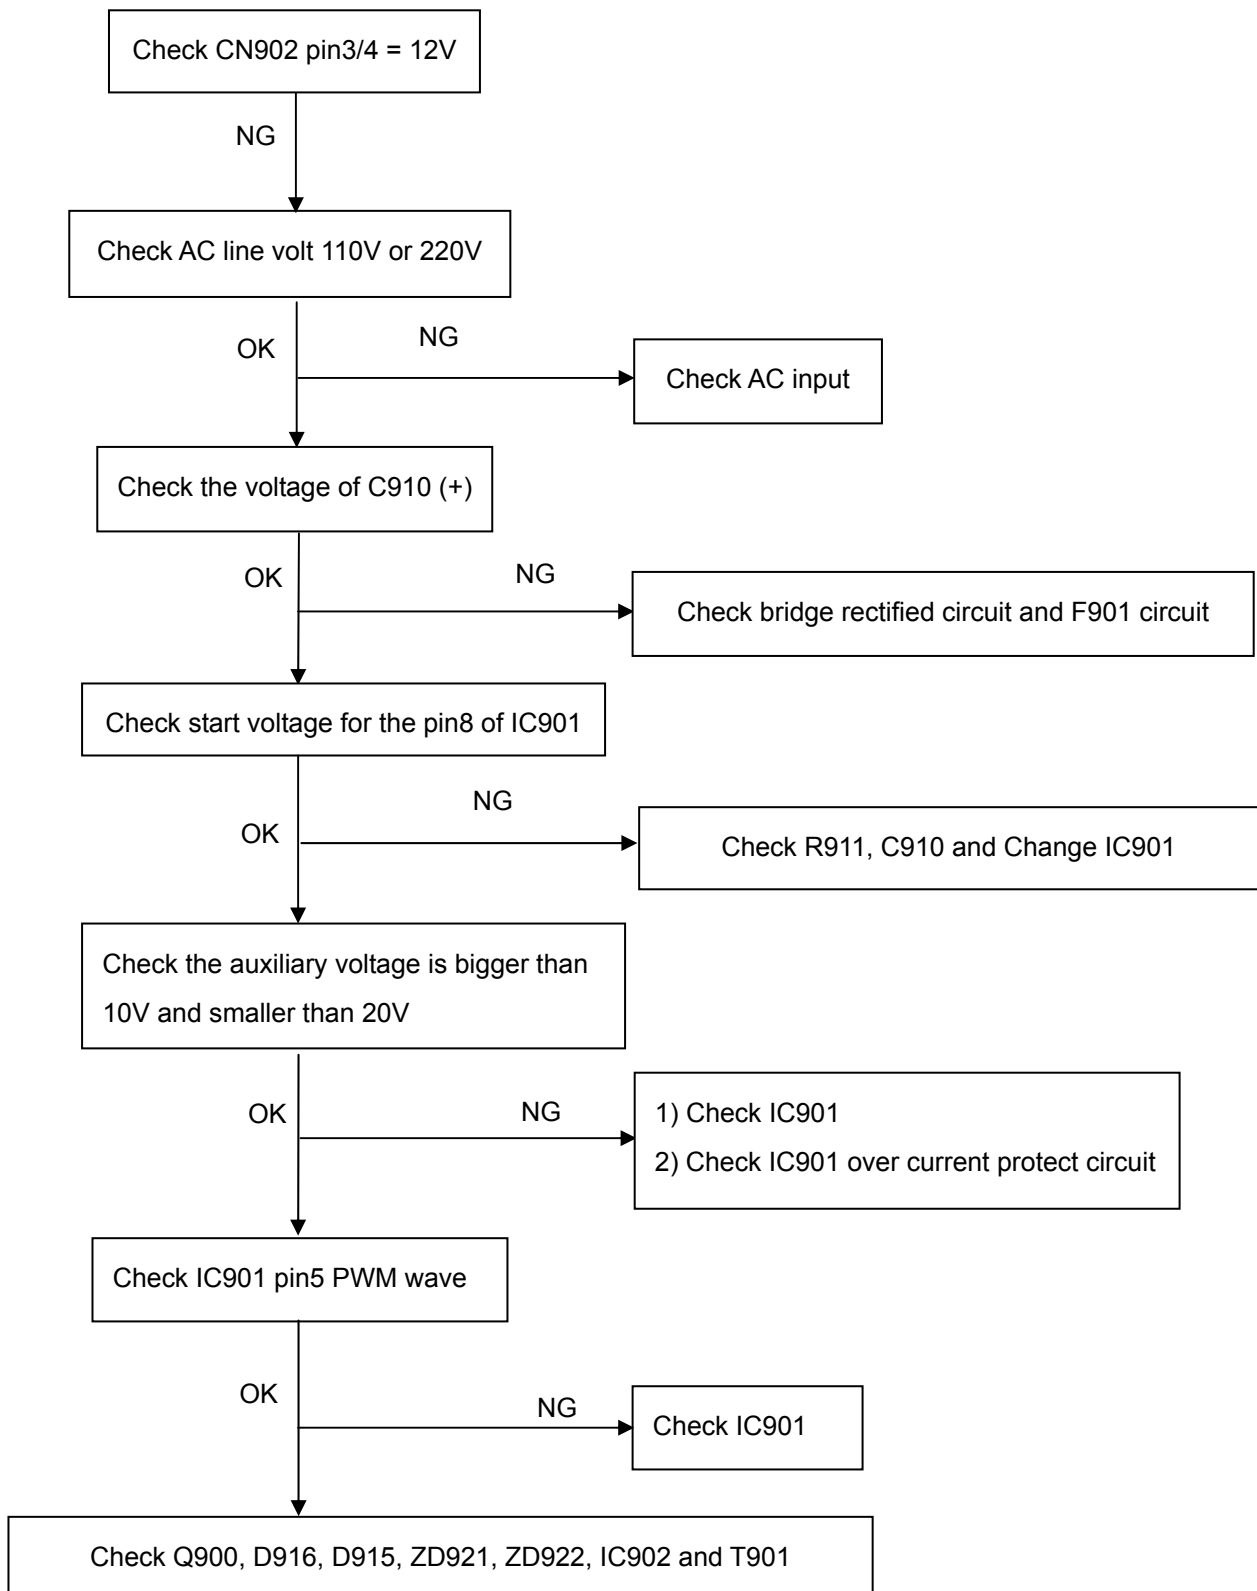 Check CN902 pin3/4 = 12V
NG
Check AC line volt 110V or 220V
OK
NG
Check AC input
Check the voltage of C910 (+)
OK
NG
Check bridge rectified circuit and F901 circuit
Check start voltage for the pin8 of IC901
OK
NG
Check R911, C910 and Change IC901
Check the auxiliary voltage is bigger than
10V and smaller than 20V
OK
NG
1) Check IC901
2) Check IC901 over current protect circuit
Check IC901 pin5 PWM wave
OK
NG
Check IC901
Check Q900, D916, D915, ZD921, ZD922, IC902 and T901